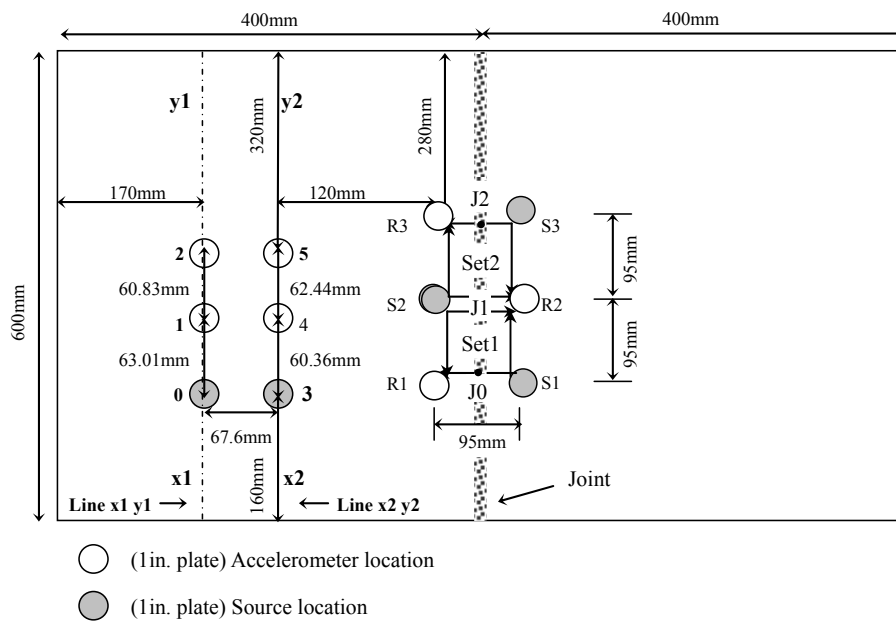 400mm 400mm
y1 y2
320mm
280mm
170mm 120mm
J2
R3 S3
2 5
Set2
60.83mm 62.44mm
95mm
600mm
S2 J1 R2
1 4
Set1
63.01mm 60.36mm
95mm
R1 S1
0 3
J0
67.6mm
95mm
x1 x2
160mm
Joint
Line x1 y1 Line x2 y2
(1in. plate) Accelerometer location
(1in. plate) Source location